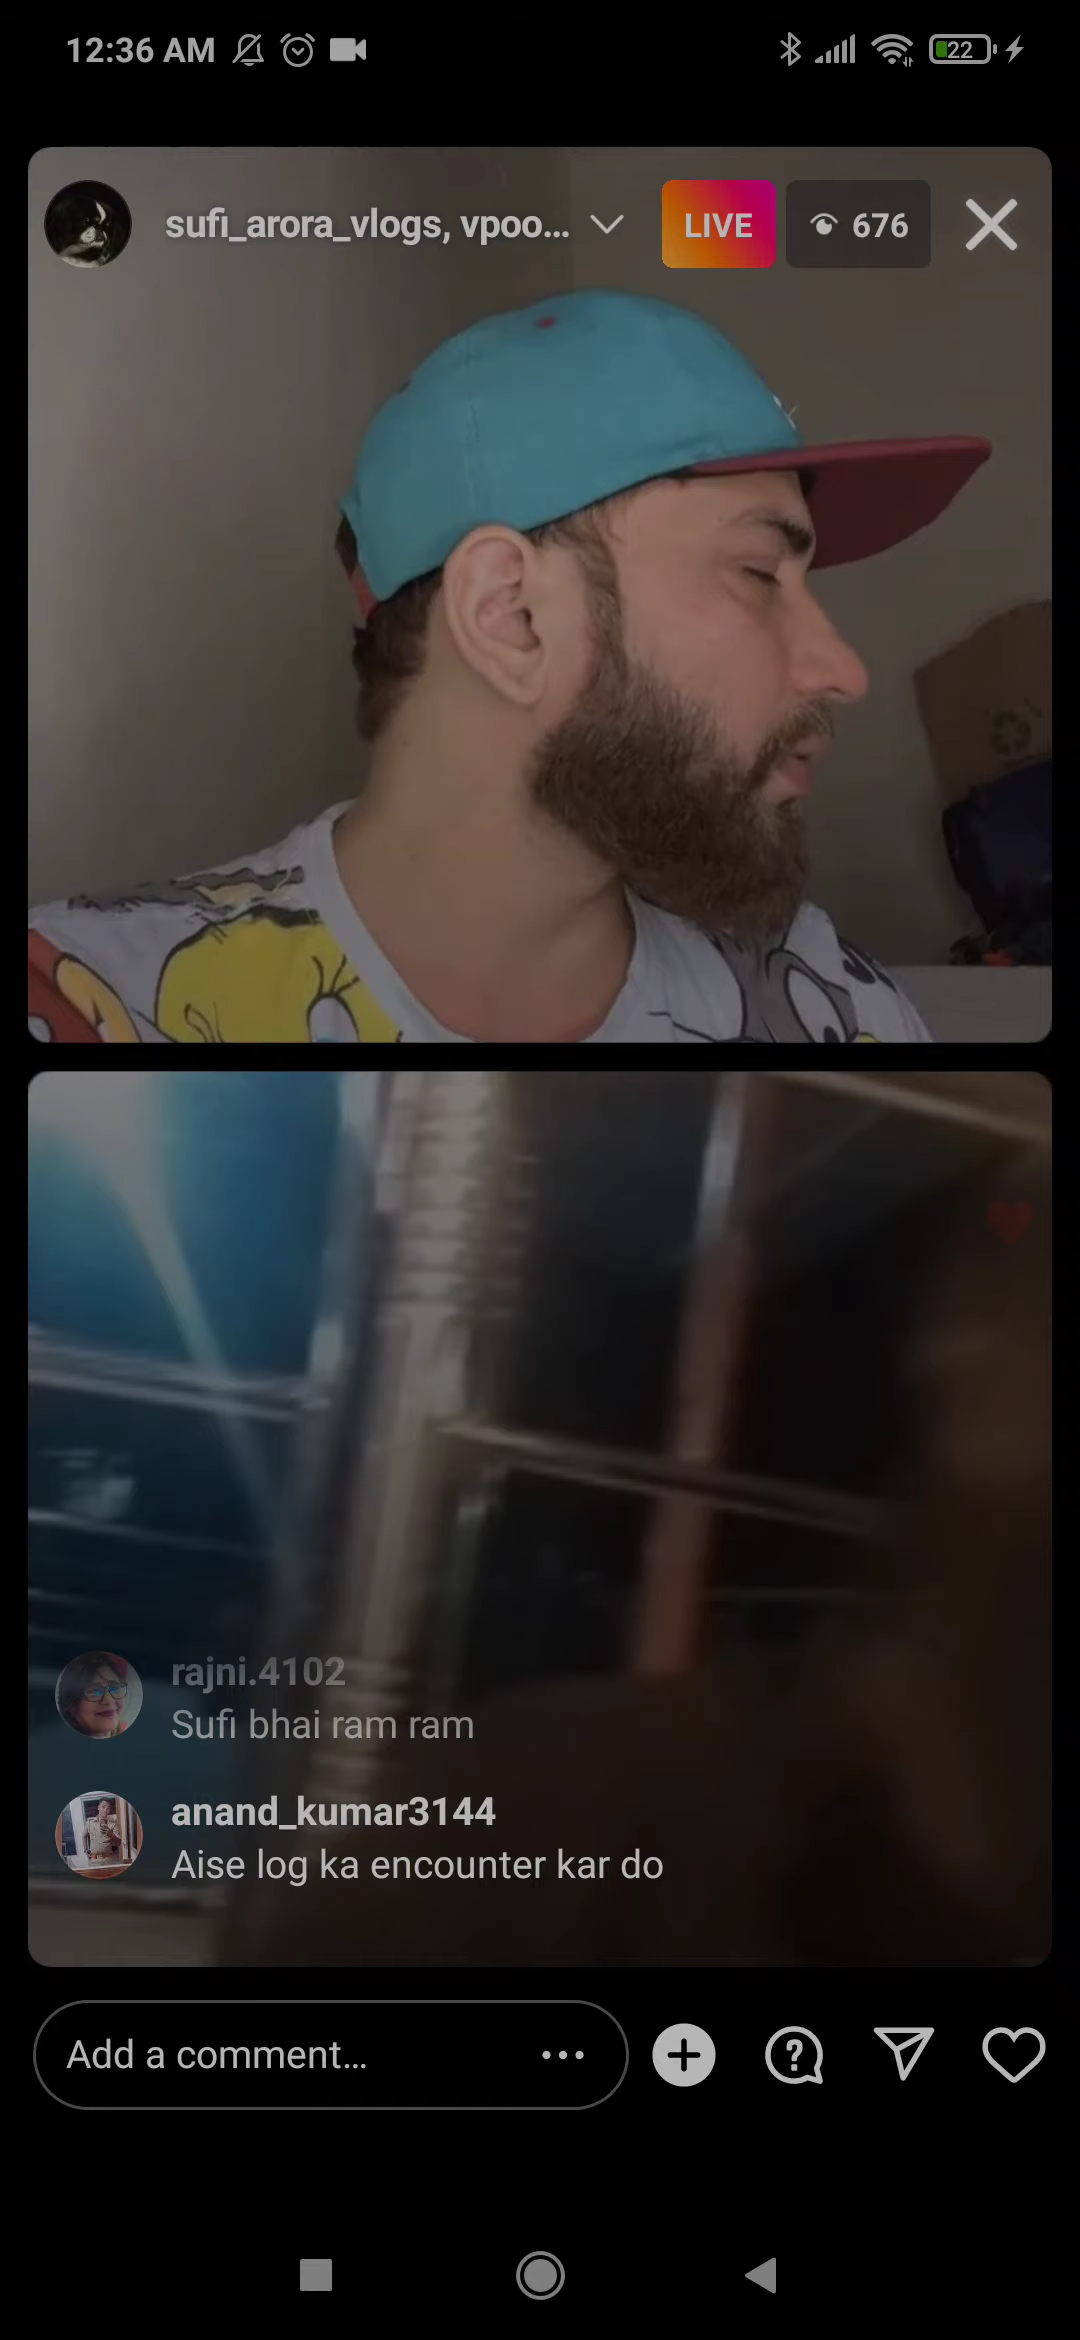 12:36 AM
22
sufi_arora_vlogs, vpoo...
LIVE
676
rajni.4102
Sufi bhai ram ram
anand_kumar3144
Aise log ka encounter kar do
Add a comment...